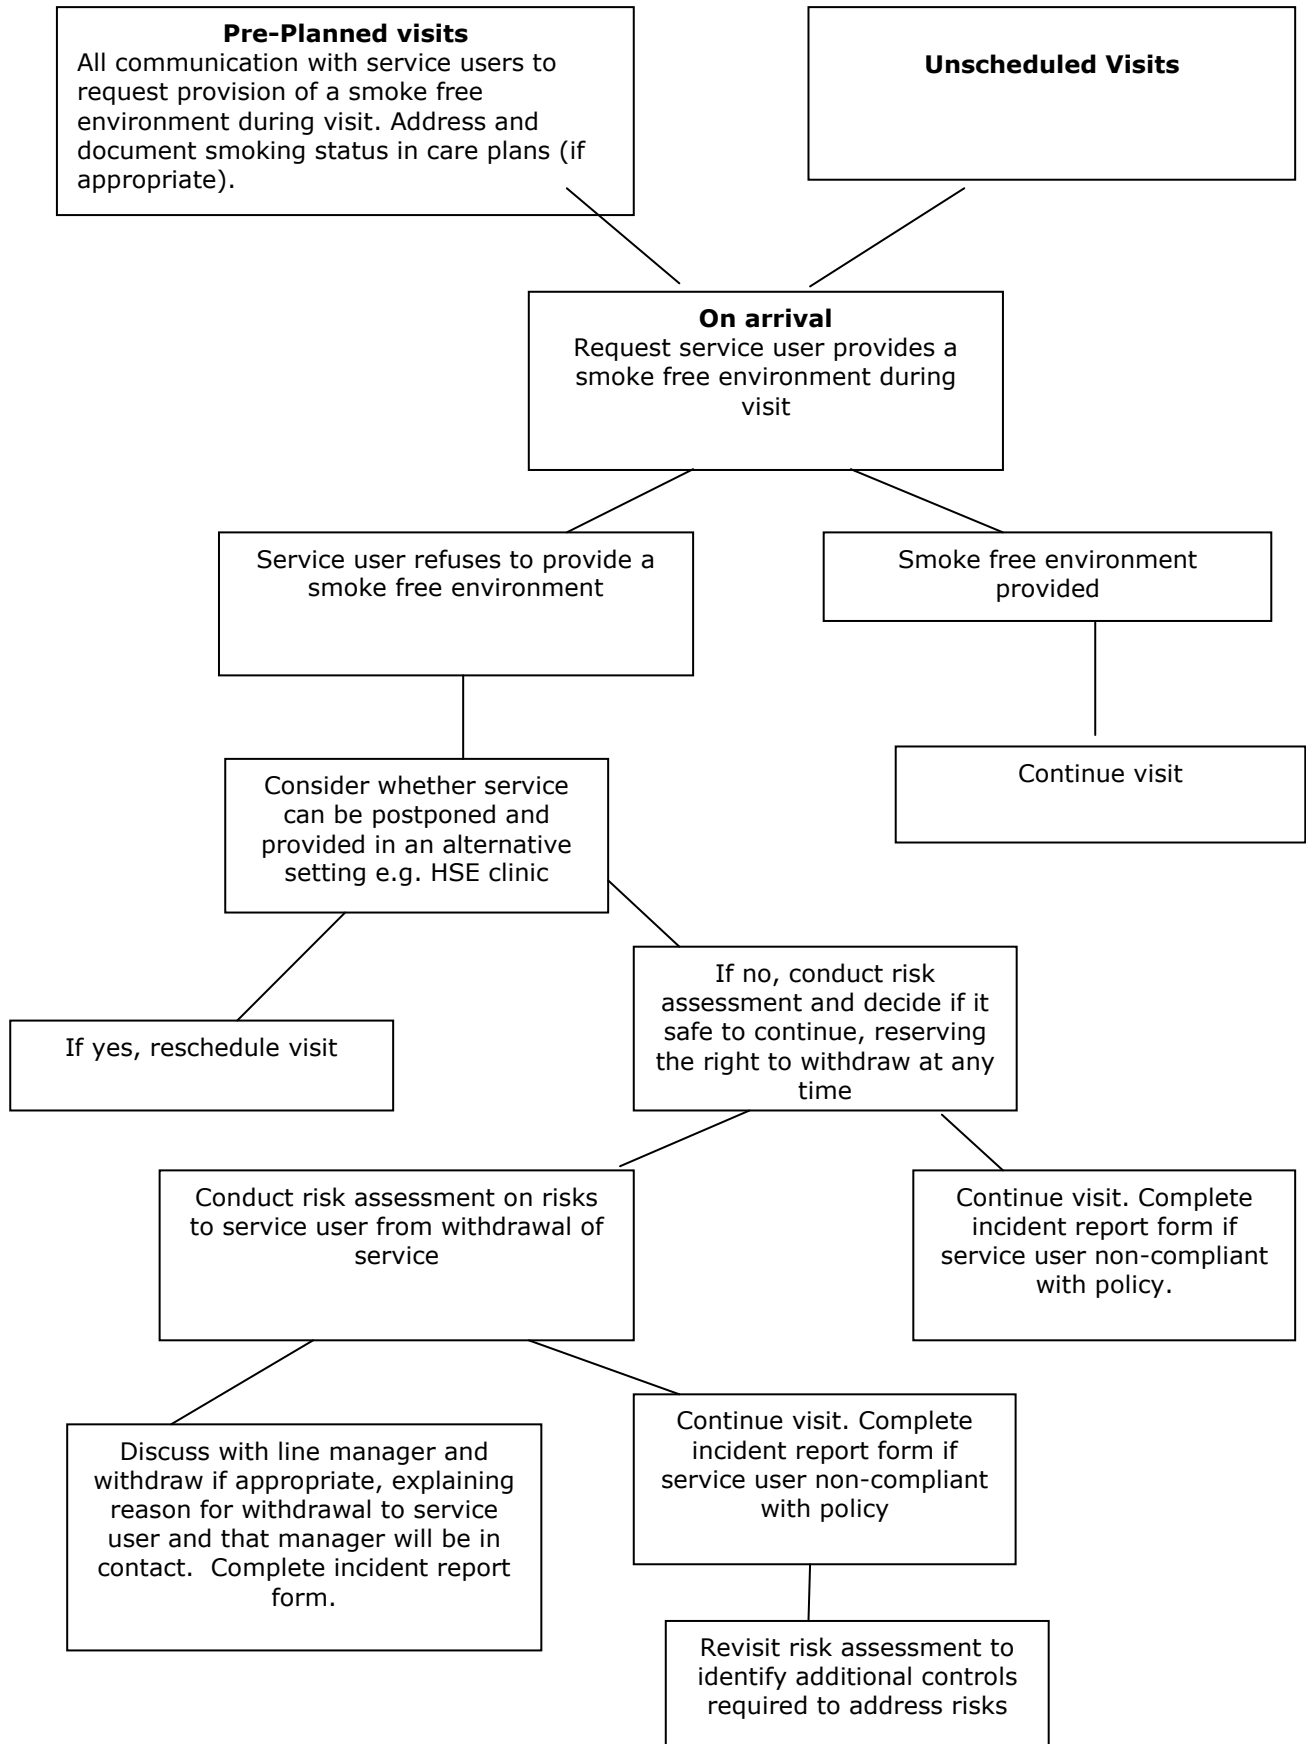 Pre-Planned visits
All communication with service users to
request provision of a smoke free
environment during visit. Address and
document smoking status in care plans (if
appropriate).
Unscheduled Visits
On arrival
Request service user provides a
smoke free environment during
visit
Service user refuses to provide a
smoke free environment
Smoke free environment
provided
Consider whether service
can be postponed and
provided in an alternative
setting e.g. HSE clinic
Continue visit
If no, conduct risk
assessment and decide if it
safe to continue, reserving
the right to withdraw at any
time
If yes, reschedule visit
Conduct risk assessment on risks
to service user from withdrawal of
service
Continue visit. Complete
incident report form if
service user non-compliant
with policy.
Discuss with line manager and
withdraw if appropriate, explaining
reason for withdrawal to service
user and that manager will be in
contact.  Complete incident report
form.
Continue visit. Complete
incident report form if
service user non-compliant
with policy
Revisit risk assessment to
identify additional controls
required to address risks